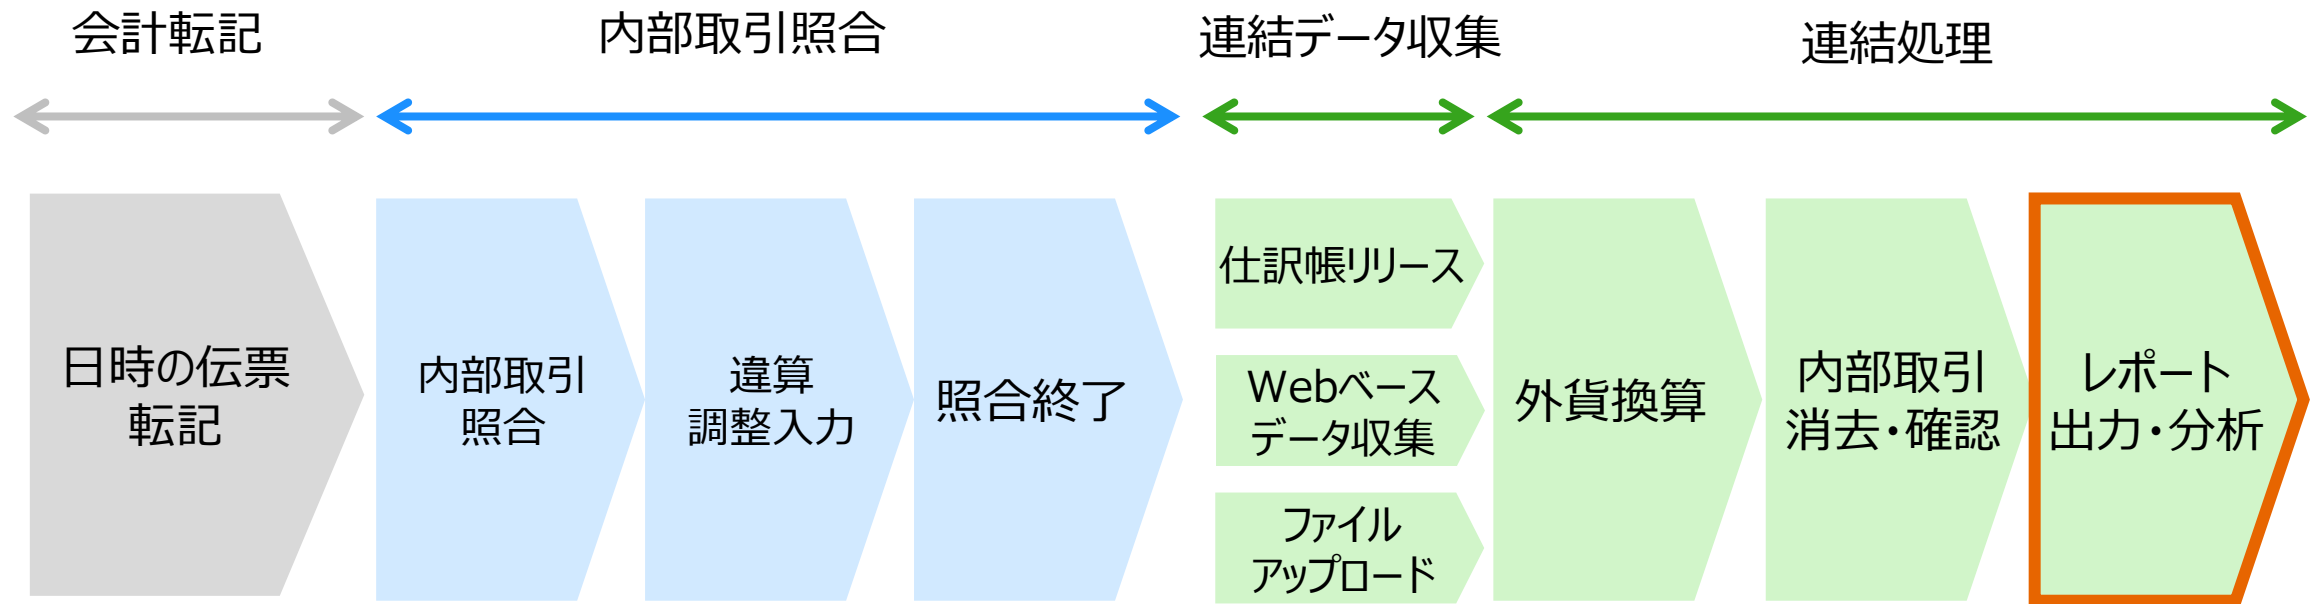 会計転記
内部取引照合
連結データ収集
連結処理
日時の伝票
転記
内部取引
照合
違算
調整入力
照合終了
仕訳帳リリース
Webベース
データ収集
ファイル
アップロード
外貨換算
内部取引
消去・確認
レポート
出力・分析